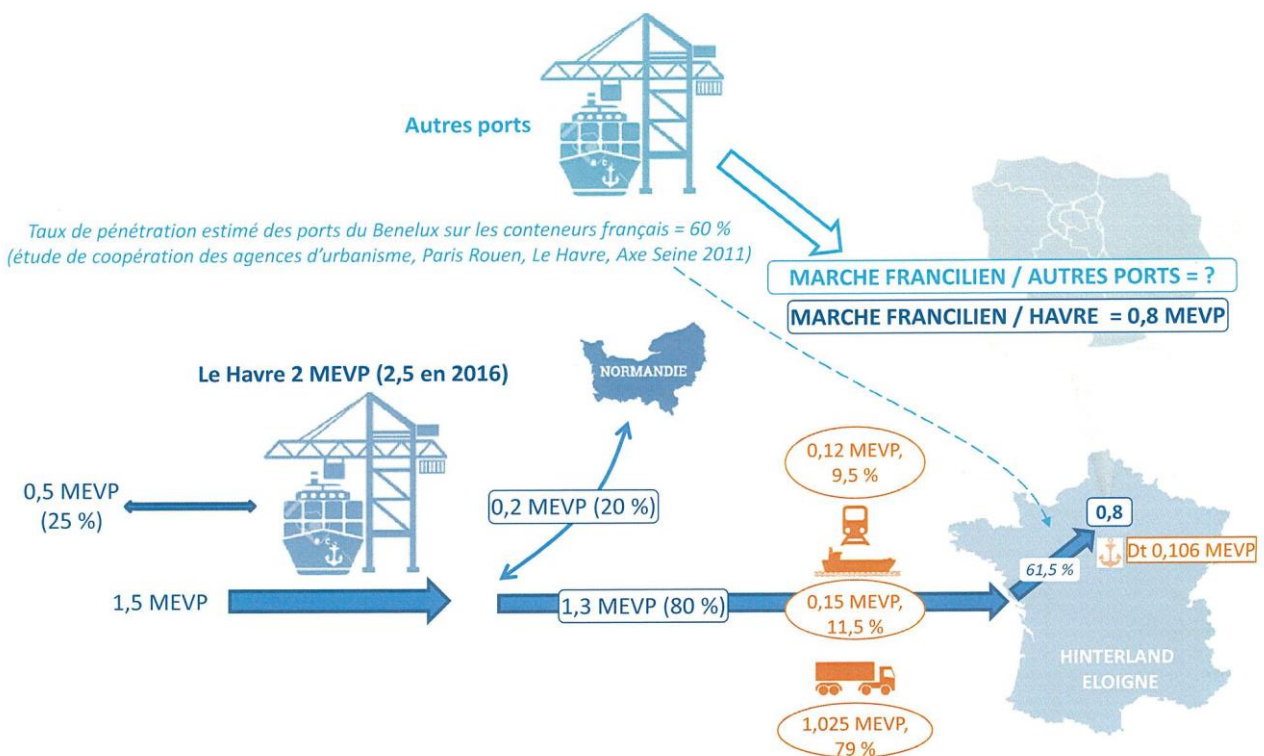 Autres ports
Taux de pénétration estimé des ports du Benelux sur les conteneurs français = 60 %
(étude de coopération des agences d'urbanisme, Paris Rouen, Le Havre, Axe Seine 2011)
MARCHE FRANCILIEN / AUTRES PORTS = ?
MARCHE FRANCILIEN / HAVRE = 0,8 MEVP
Le Havre 2 MEVP (2,5 en 2016)
NORMANDIE
0,5 MEVP
(25 %)
0,2 MEVP (20 %)
1,5 MEVP
1,3 MEVP (80 %)
0,12 MEVP,
9,5 %
0,15 MEVP,
11,5 %
1,025 MEVP,
79 %
0,8
Dt 0,106 MEVP
61,5 %
HINTERLAND
ELOIGNE